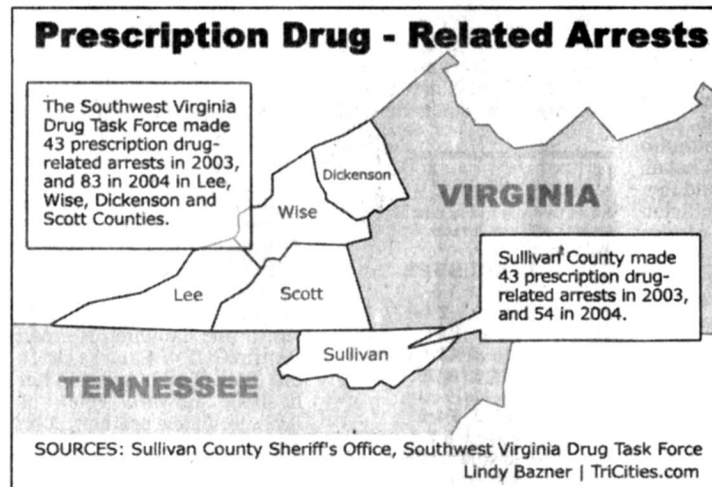 Prescription Drug - Related Arrests
The Southwest Virginia
Drug Task Force made
43 prescription drug-
related arrests in 2003,
and 83 in 2004 in Lee,
Wise, Dickenson and
Scott Counties.
Dickenson
VIRGINIA
Wise
Sullivan County made
43 prescription drug-
related arrests in 2003,
and 54 in 2004.
Lee
Scott
Sullivan
TENNESSEE
SOURCES: Sullivan County Sheriff's Office, Southwest Virginia Drug Task Force
Lindy Bazner | TriCities.com